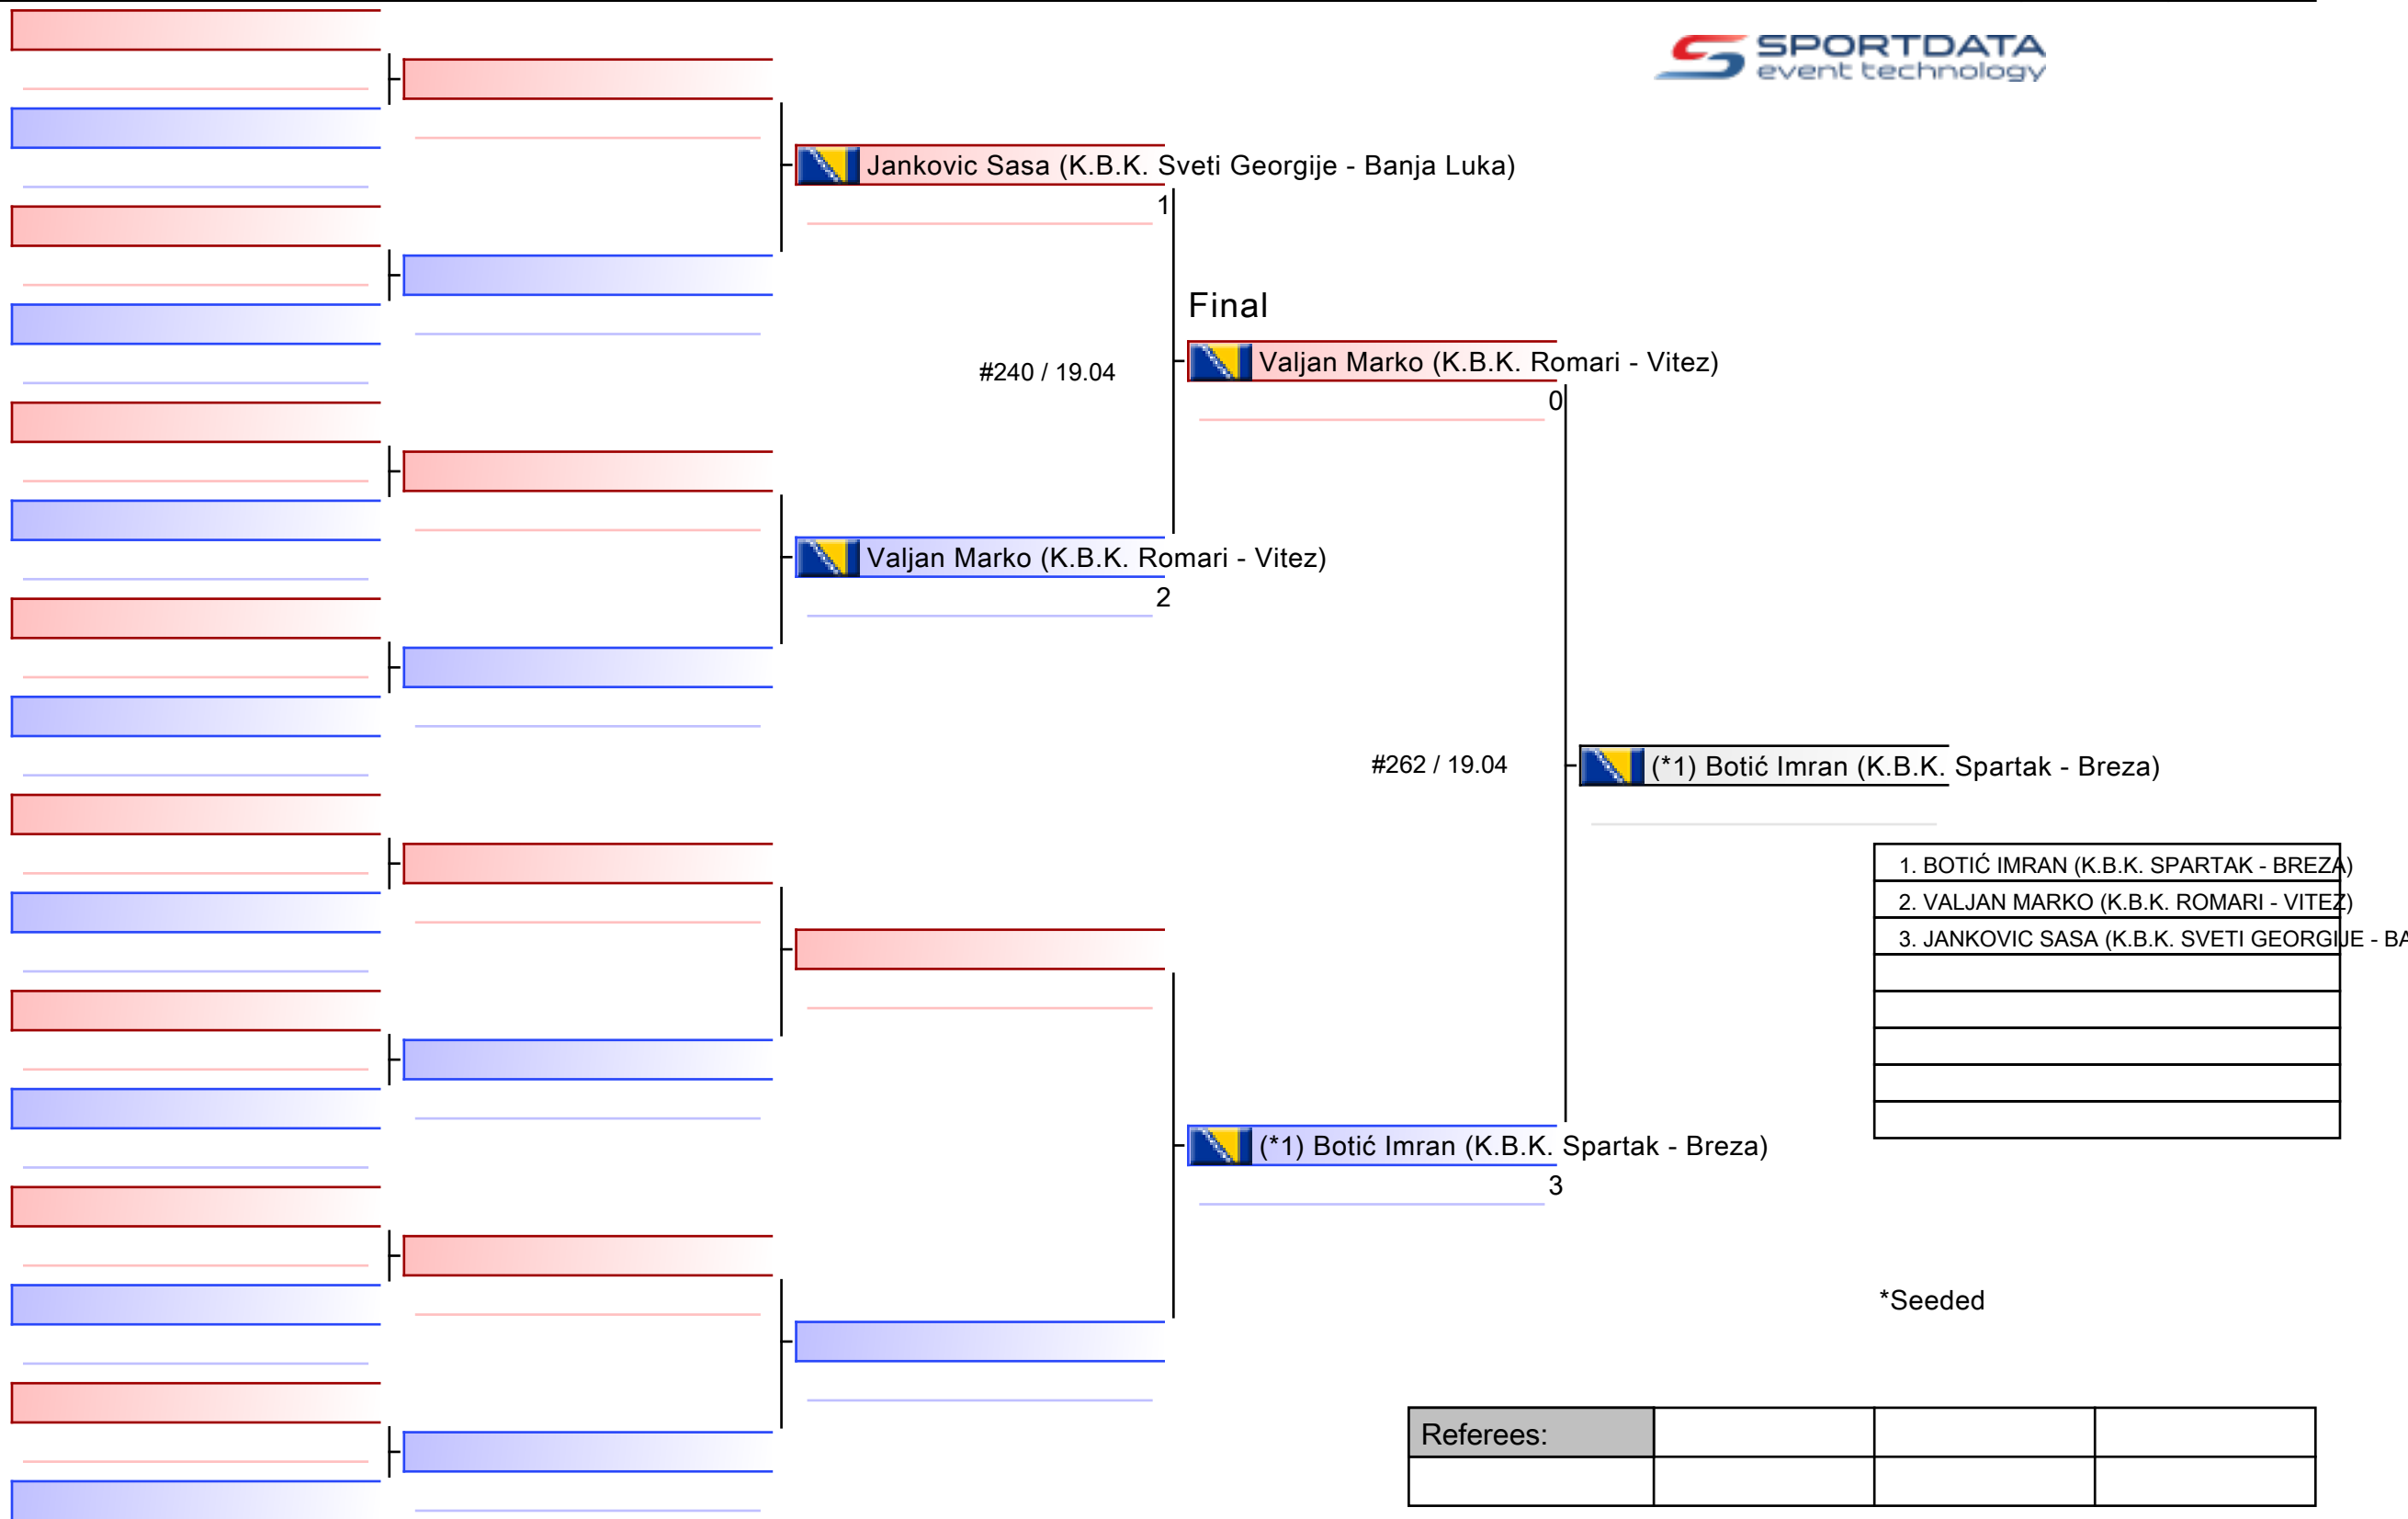 SPORTDATA
event technology
Jankovic Sasa (K.B.K. Sveti Georgije - Banja Luka)
1
Final
#240 / 19.04
Valjan Marko (K.B.K. Romari - Vitez)
0
Valjan Marko (K.B.K. Romari - Vitez)
2
#262 / 19.04
(*1) Botić Imran (K.B.K. Spartak - Breza)
1. BOTIĆ IMRAN (K.B.K. SPARTAK - BREZA)
2. VALJAN MARKO (K.B.K. ROMARI - VITEZ)
3. JANKOVIC SASA (K.B.K. SVETI GEORGIJE - BA
(*1) Botić Imran (K.B.K. Spartak - Breza)
3
*Seeded
Referees: